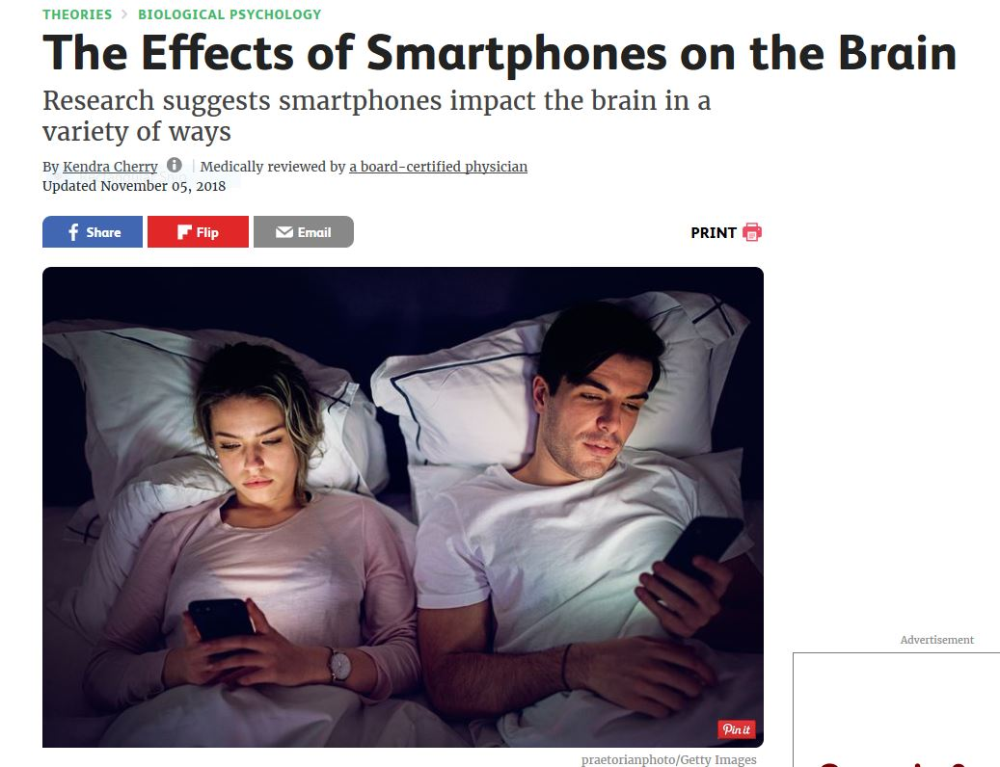 THEORIES > BIOLOGICAL PSYCHOLOGY
The Effects of Smartphones on the Brain
Research suggests smartphones impact the brain in a
variety of ways
By Kendra Cherry i | Medically reviewed by a board-certified physician
Updated November 05, 2018
Share Flip Email PRINT
Pin it
praetorianphoto/Getty Images
Advertisement